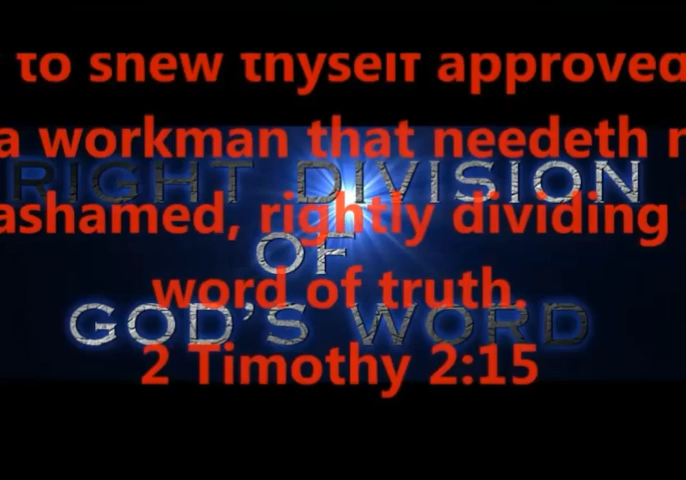 to shew thyself approved
a workman that needeth
RIGHT DIVISION
ashamed, rightly dividing
OF
word of truth.
GOD'S WORD
2 Timothy 2:15